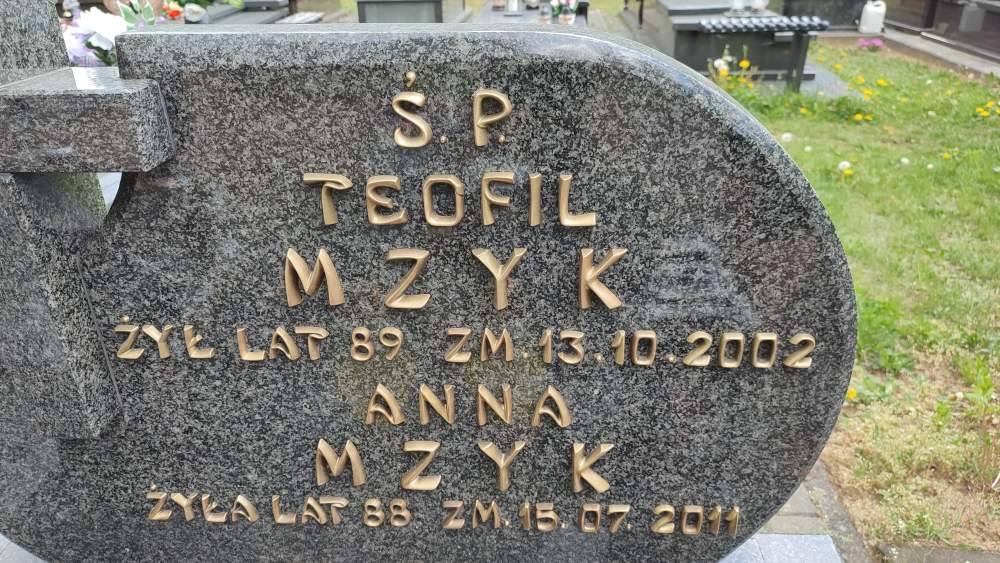 Ś. P.
TEOFIL
MZYK
ŻYŁ LAT 89 ZM. 13.10.2002
ANNA
MZYK
ŻYŁA LAT 88 ZM. 15.07.2011